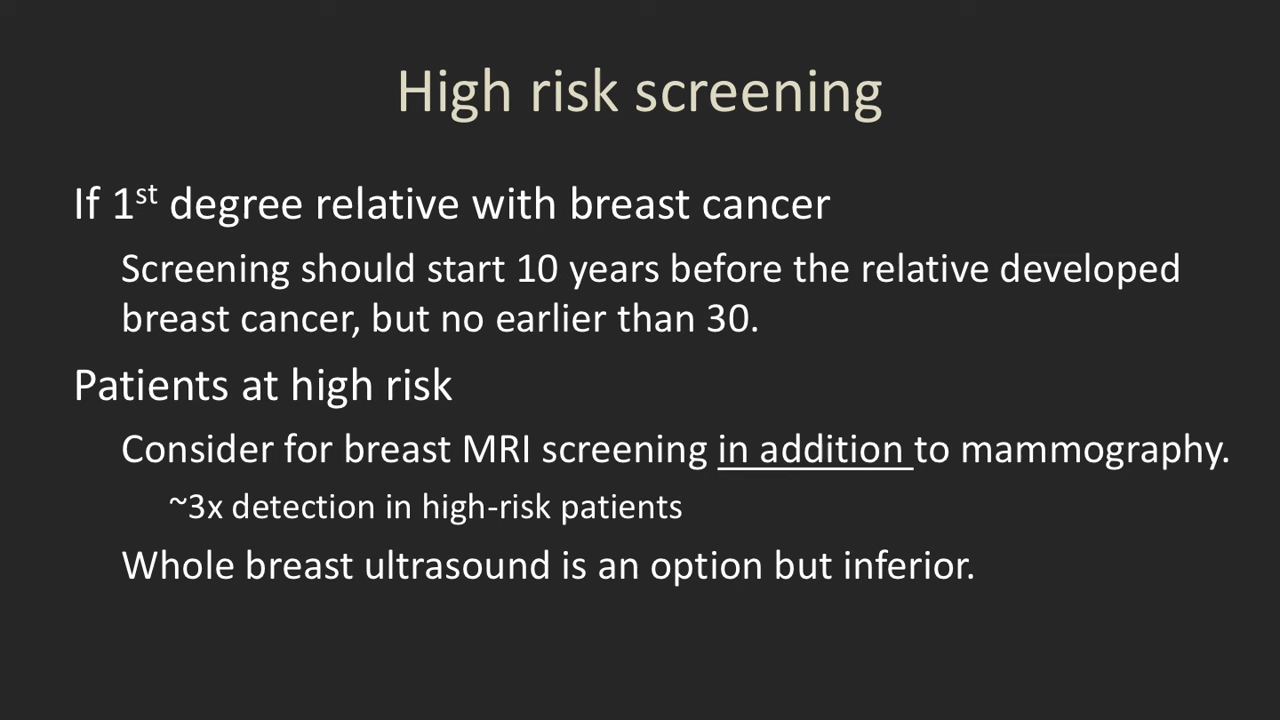 High risk screening
If 1st degree relative with breast cancer
Screening should start 10 years before the relative developed
breast cancer, but no earlier than 30.
Patients at high risk
Consider for breast MRI screening in addition to mammography.
~3x detection in high-risk patients
Whole breast ultrasound is an option but inferior.